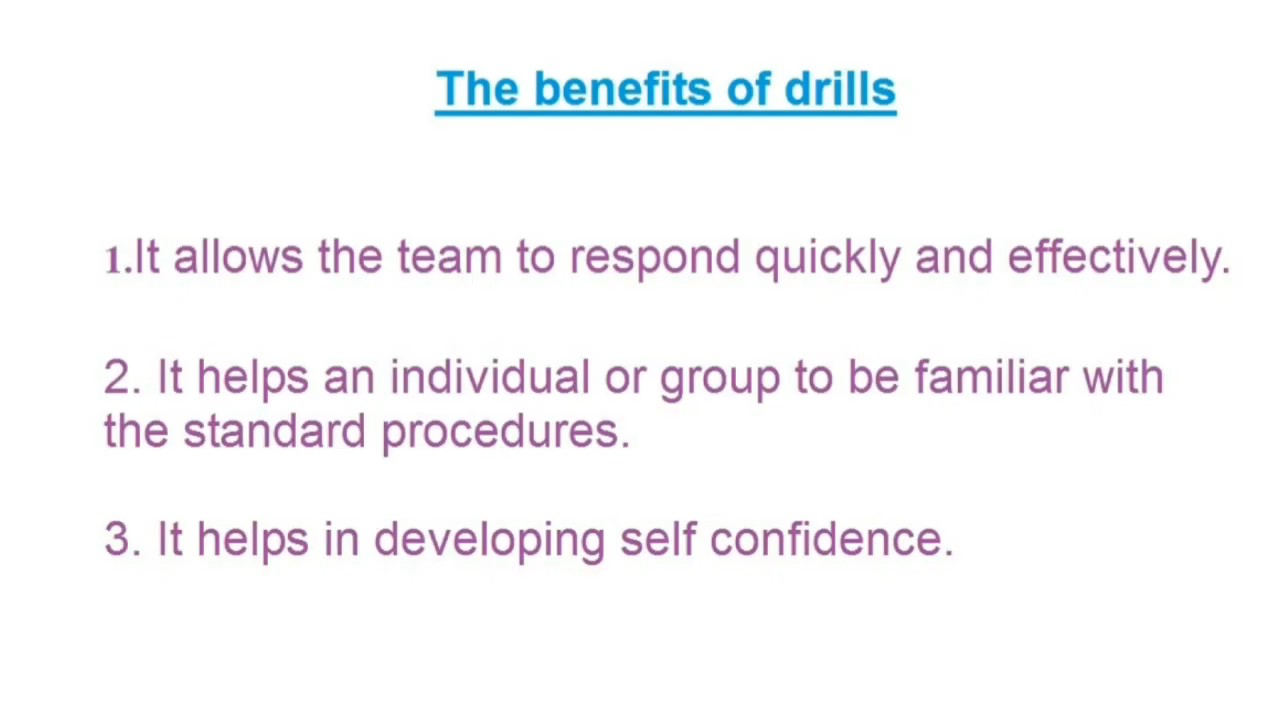 The benefits of drills
1.It allows the team to respond quickly and effectively.
2. It helps an individual or group to be familiar with
the standard procedures.
3. It helps in developing self confidence.